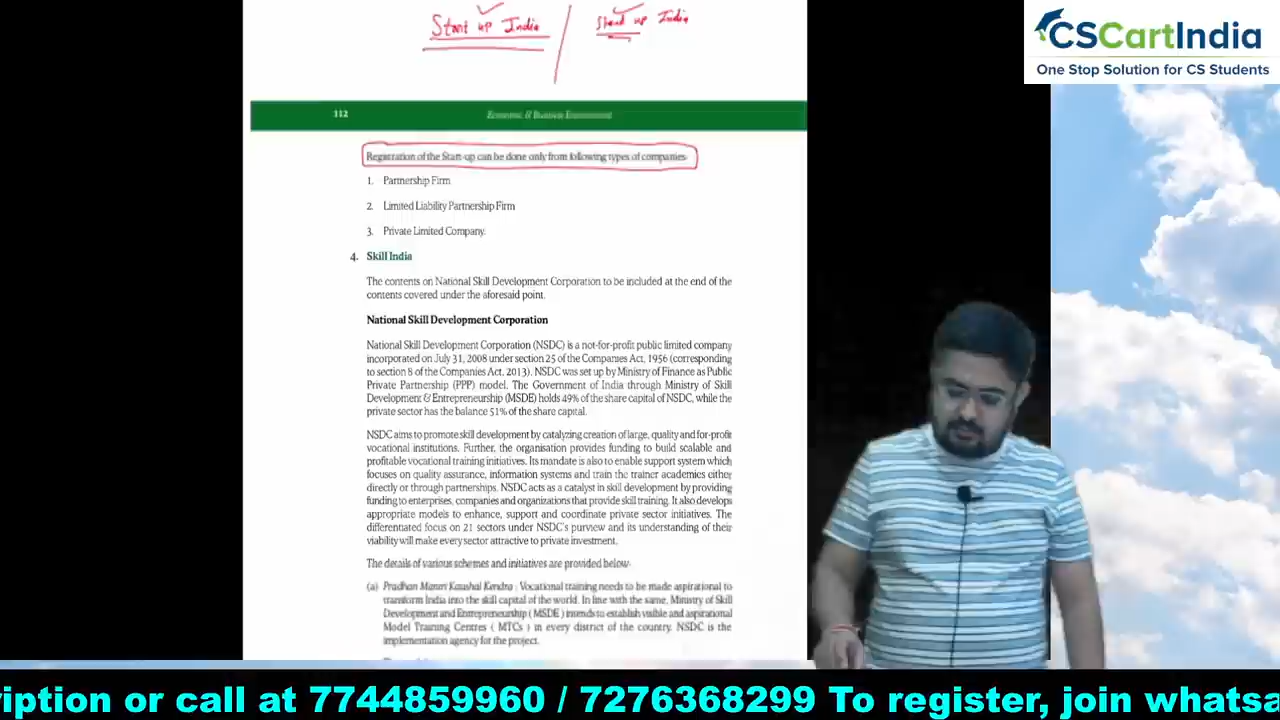 Start up India / Stand up India
CSCartIndia
One Stop Solution for CS Students
112 Economic & Business Environment
Registration of the Start-up can be done only from following types of companies
1. Partnership Firm
2. Limited Liability Partnership Firm
3. Private Limited Company.
4. Skill India
The contents on National Skill Development Corporation to be included at the end of the
contents covered under the aforesaid point.
National Skill Development Corporation
National Skill Development Corporation (NSDC) is a not-for-profit public limited company
incorporated on July 31, 2008 under section 25 of the Companies Act, 1956 (corresponding
to section 8 of the Companies Act, 2013). NSDC was set up by Ministry of Finance as Public
Private Partnership (PPP) model. The Government of India through Ministry of Skill
Development & Entrepreneurship (MSDE) holds 49% of the share capital of NSDC, while the
private sector has the balance 51% of the share capital.
NSDC aims to promote skill development by catalyzing creation of large, quality and for-profit
vocational institutions. Further, the organisation provides funding to build scalable and
profitable vocational training initiatives. Its mandate is also to enable support system which
focuses on quality assurance, information systems and train the trainer academies either
directly or through partnerships. NSDC acts as a catalyst in skill development by providing
funding to enterprises, companies and organizations that provide skill training. It also develops
appropriate models to enhance, support and coordinate private sector initiatives. The
differentiated focus on 21 sectors under NSDC's purview and its understanding of their
viability will make every sector attractive to private investment.
The details of various schemes and initiatives are provided below-
(a) Pradhan Mantri Kaushal Kendra : Vocational training needs to be made aspirational to
transform India into the skill capital of the world. In line with the same, Ministry of Skill
Development and Entrepreneurship (MSDE) intends to establish visible and aspirational
Model Training Centres (MTCs) in every district of the country. NSDC is the
implementation agency for the project.
ription or call at 7744859960 / 7276368299 To register, join whatsa